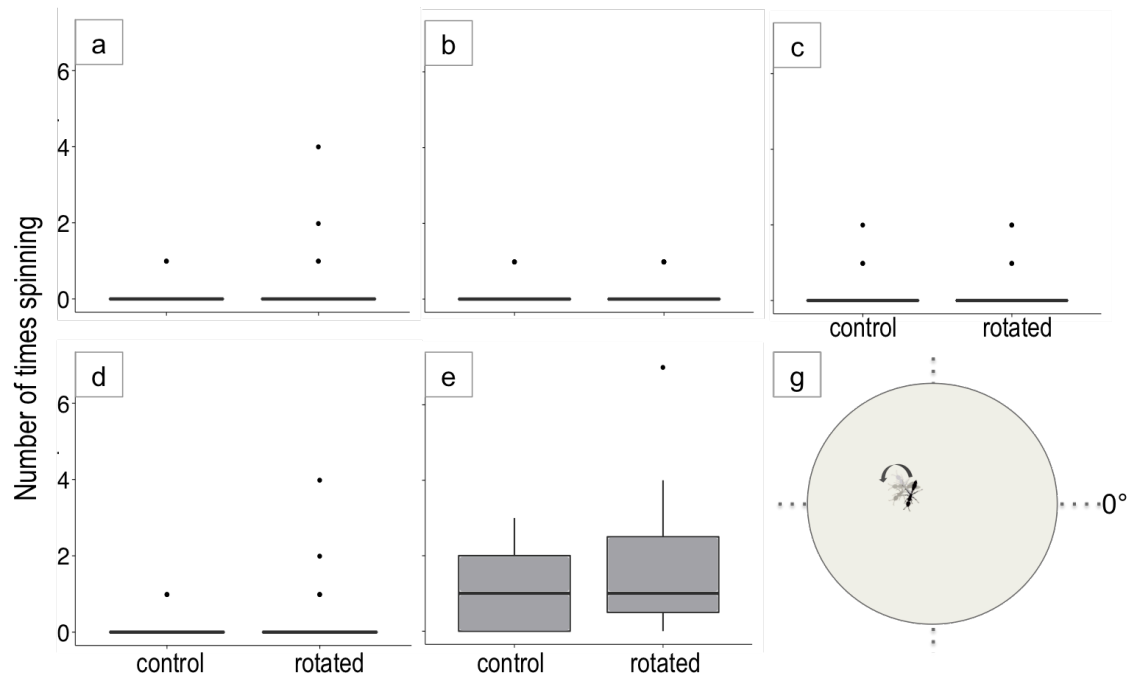 a
b
c
6
4
2
0
control
rotated
Number of times spinning
d
e
g
6
4
2
0
0°
control
rotated
control
rotated